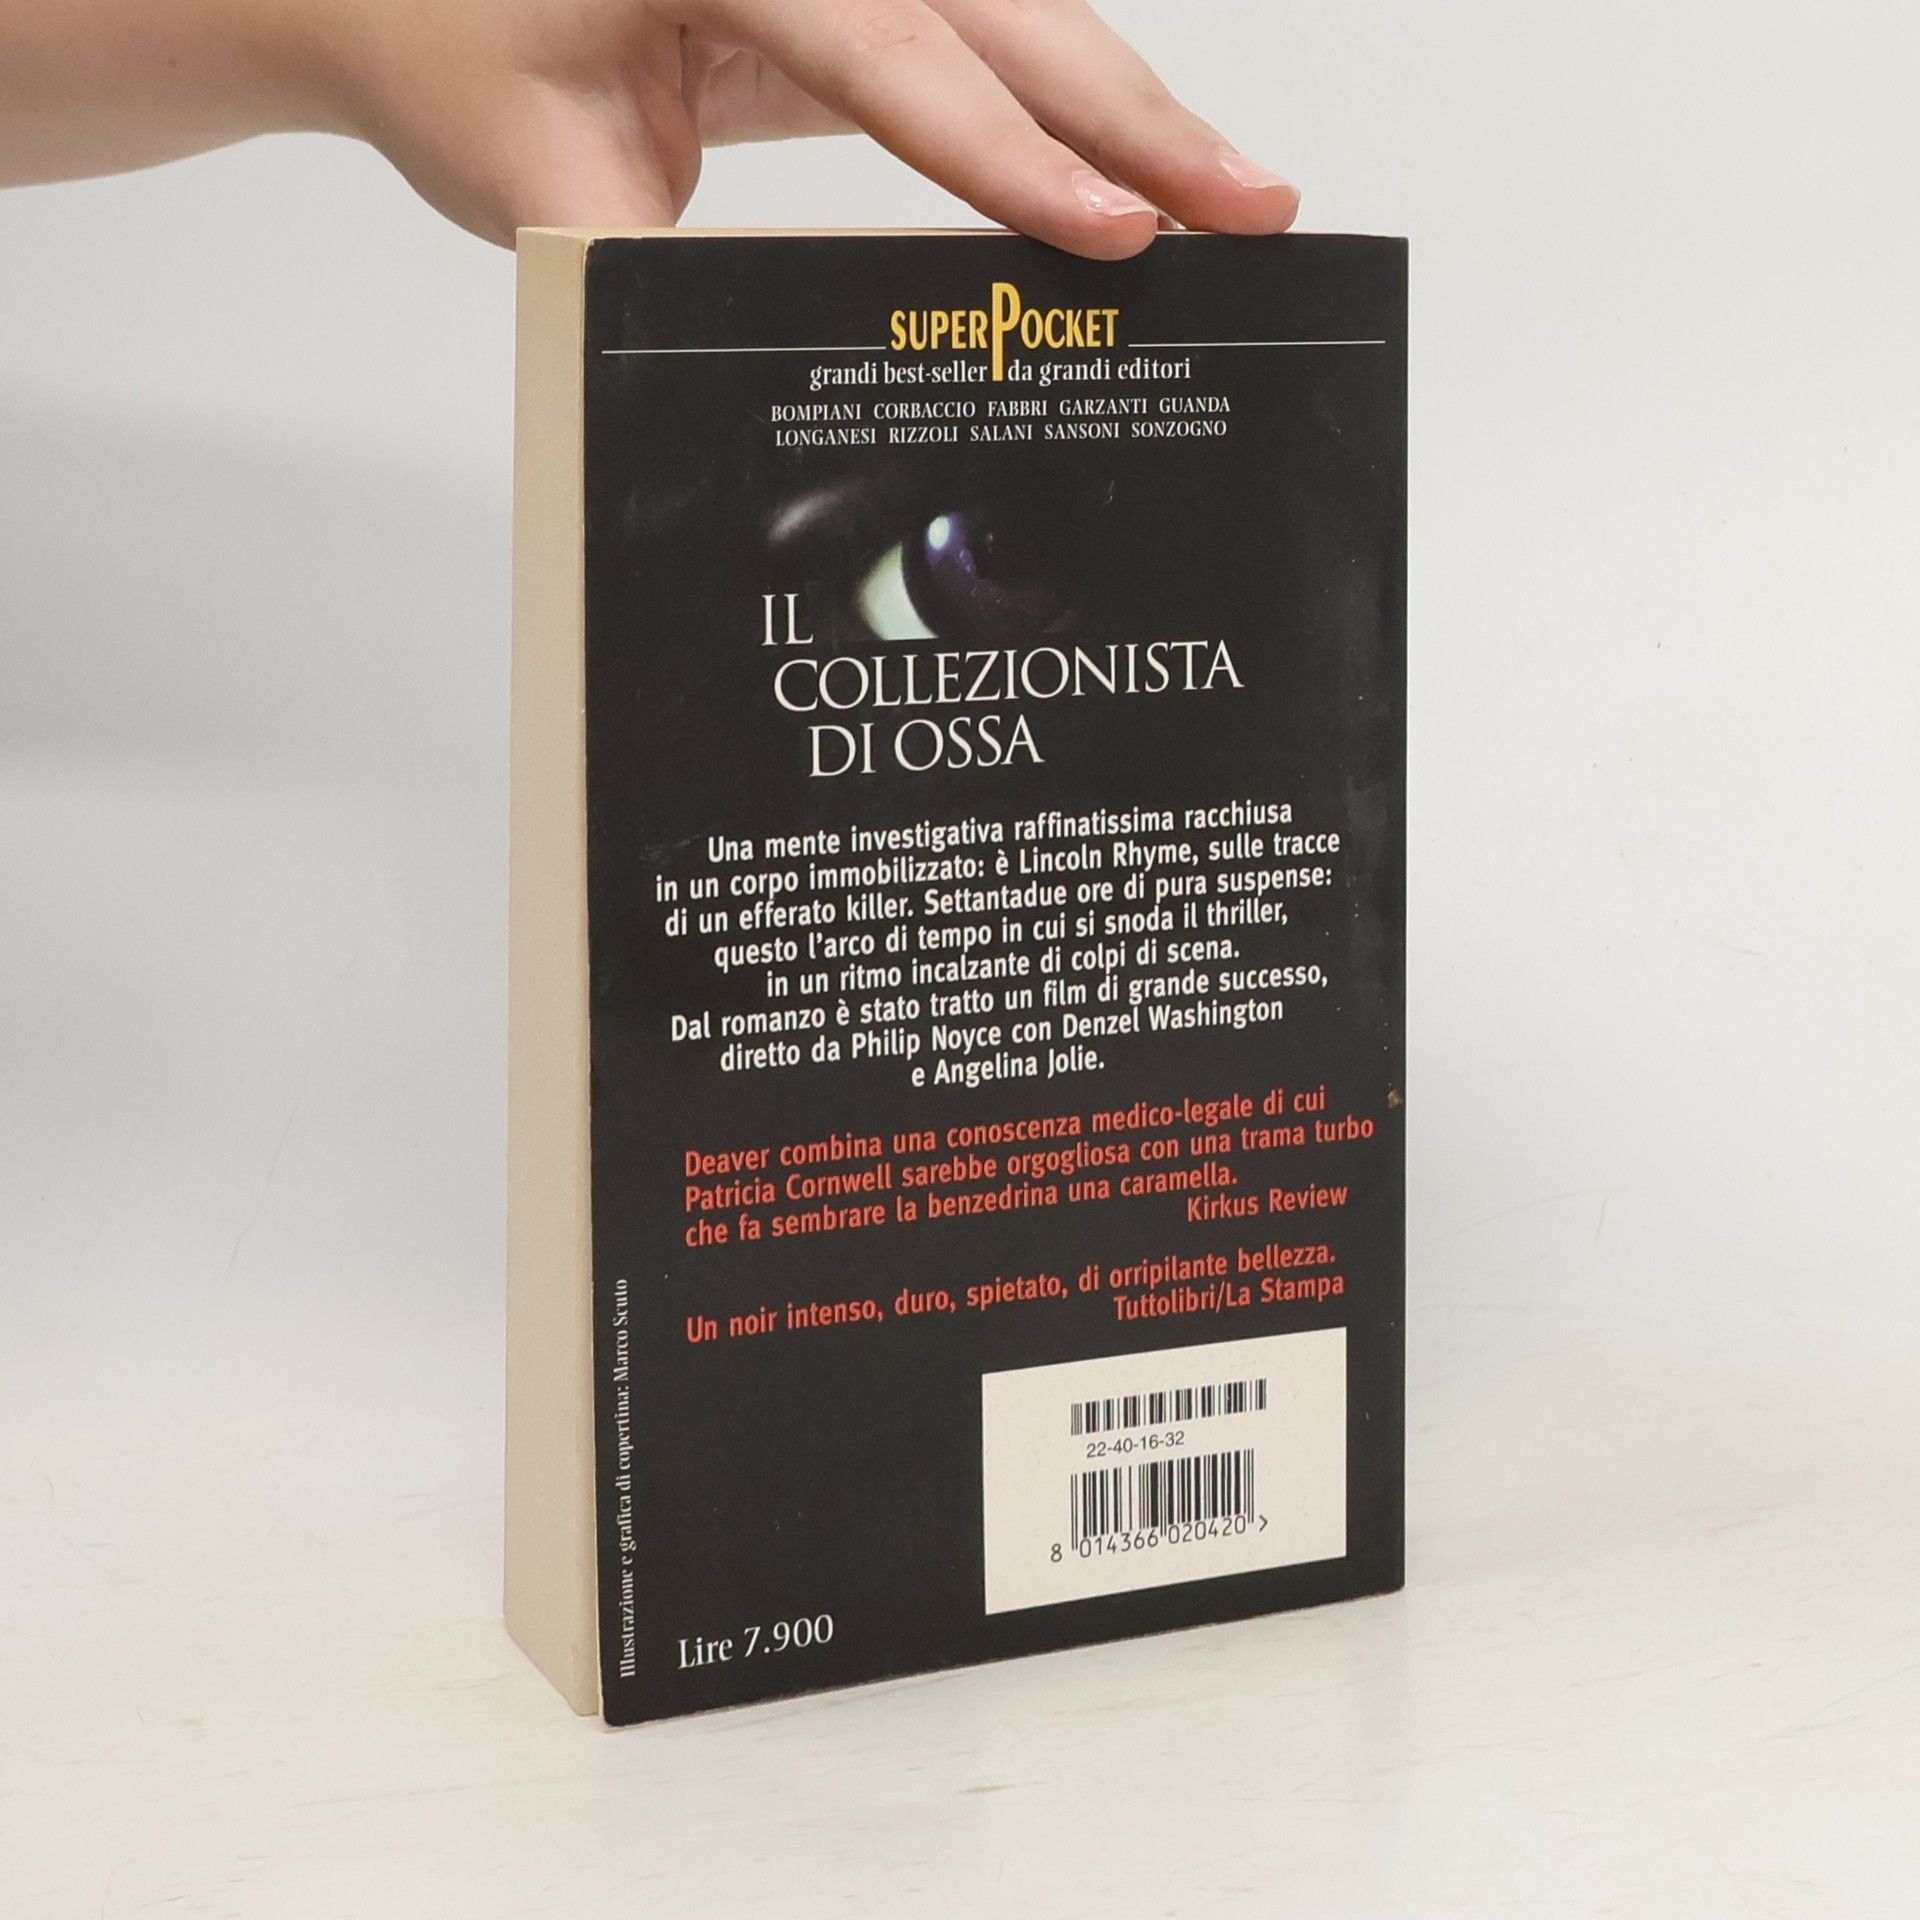 SUPERPOCKET
grandi best-seller da grandi editori
BOMPIANI CORBACCIO FABBRI GARZANTI GUANDA
LONGANESI RIZZOLI SALANI SANSONI SONZOGNO
IL
COLLEZIONISTA
DI OSSA
Una mente investigativa raffinatissima racchiusa
in un corpo immobilizzato: è Lincoln Rhyme, sulle tracce
di un efferato killer. Settantadue ore di pura suspense:
questo l'arco di tempo in cui si snoda il thriller,
in un ritmo incalzante di colpi di scena.
Dal romanzo è stato tratto un film di grande successo,
diretto da Philip Noyce con Denzel Washington
e Angelina Jolie.
Deaver combina una conoscenza medico-legale di cui
Patricia Cornwell sarebbe orgogliosa con una trama turbo
che fa sembrare la benzedrina una caramella.
Kirkus Review
Un noir intenso, duro, spietato, di orripilante bellezza.
Tuttolibri/La Stampa
Illustrazione e grafica di copertina: Marco Scuto
22-40-16-32
8 014366 020420 >
Lire 7.900